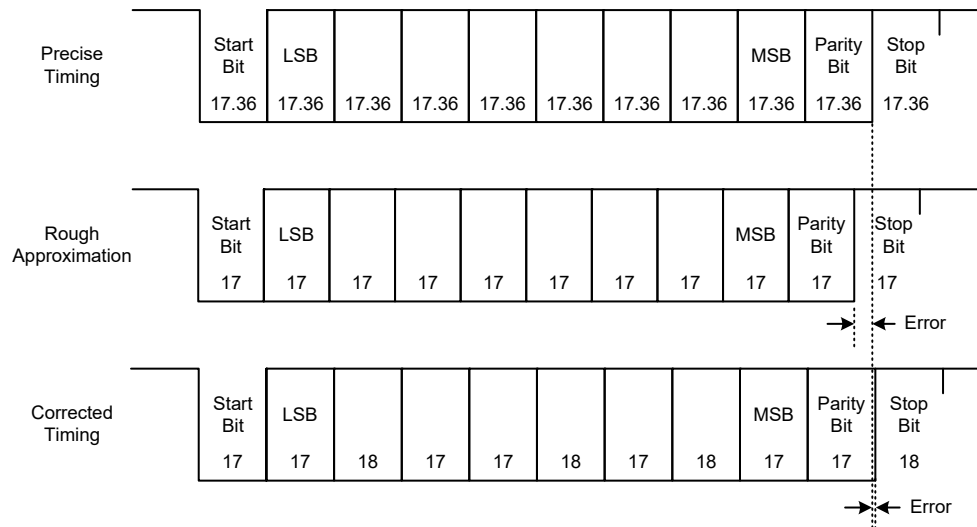 Precise
Timing
Start
Bit
LSB
MSB
Parity
Bit
Stop
Bit
17.36 17.36 17.36 17.36 17.36 17.36 17.36 17.36 17.36 17.36 17.36
Rough
Approximation
Start
Bit
LSB
MSB
Parity
Bit
Stop
Bit
17 17 17 17 17 17 17 17 17 17 17
Error
Corrected
Timing
Start
Bit
LSB
MSB
Parity
Bit
Stop
Bit
17 17 18 17 17 18 17 18 17 17 18
Error